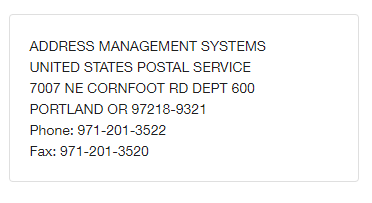 ADDRESS MANAGEMENT SYSTEMS
UNITED STATES POSTAL SERVICE
7007 NE CORNFOOT RD DEPT 600
PORTLAND OR 97218-9321
Phone: 971-201-3522
Fax: 971-201-3520